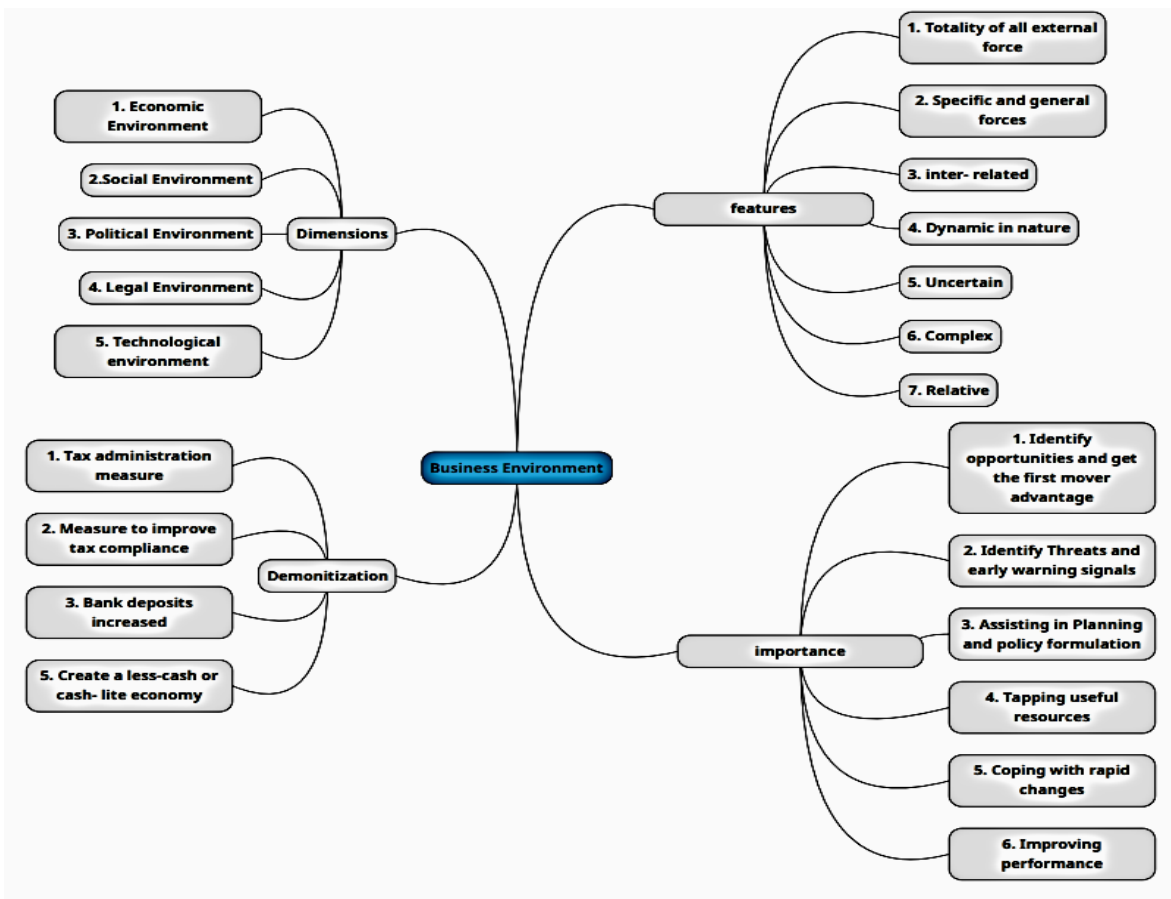 Business Environment
Dimensions
1. Economic
Environment
2.Social Environment
3. Political Environment
4. Legal Environment
5. Technological
environment
Demonitization
1. Tax administration
measure
2. Measure to improve
tax compliance
3. Bank deposits
increased
5. Create a less-cash or
cash- lite economy
features
1. Totality of all external
force
2. Specific and general
forces
3. inter- related
4. Dynamic in nature
5. Uncertain
6. Complex
7. Relative
importance
1. Identify
opportunities and get
the first mover
advantage
2. Identify Threats and
early warning signals
3. Assisting in Planning
and policy formulation
4. Tapping useful
resources
5. Coping with rapid
changes
6. Improving
performance